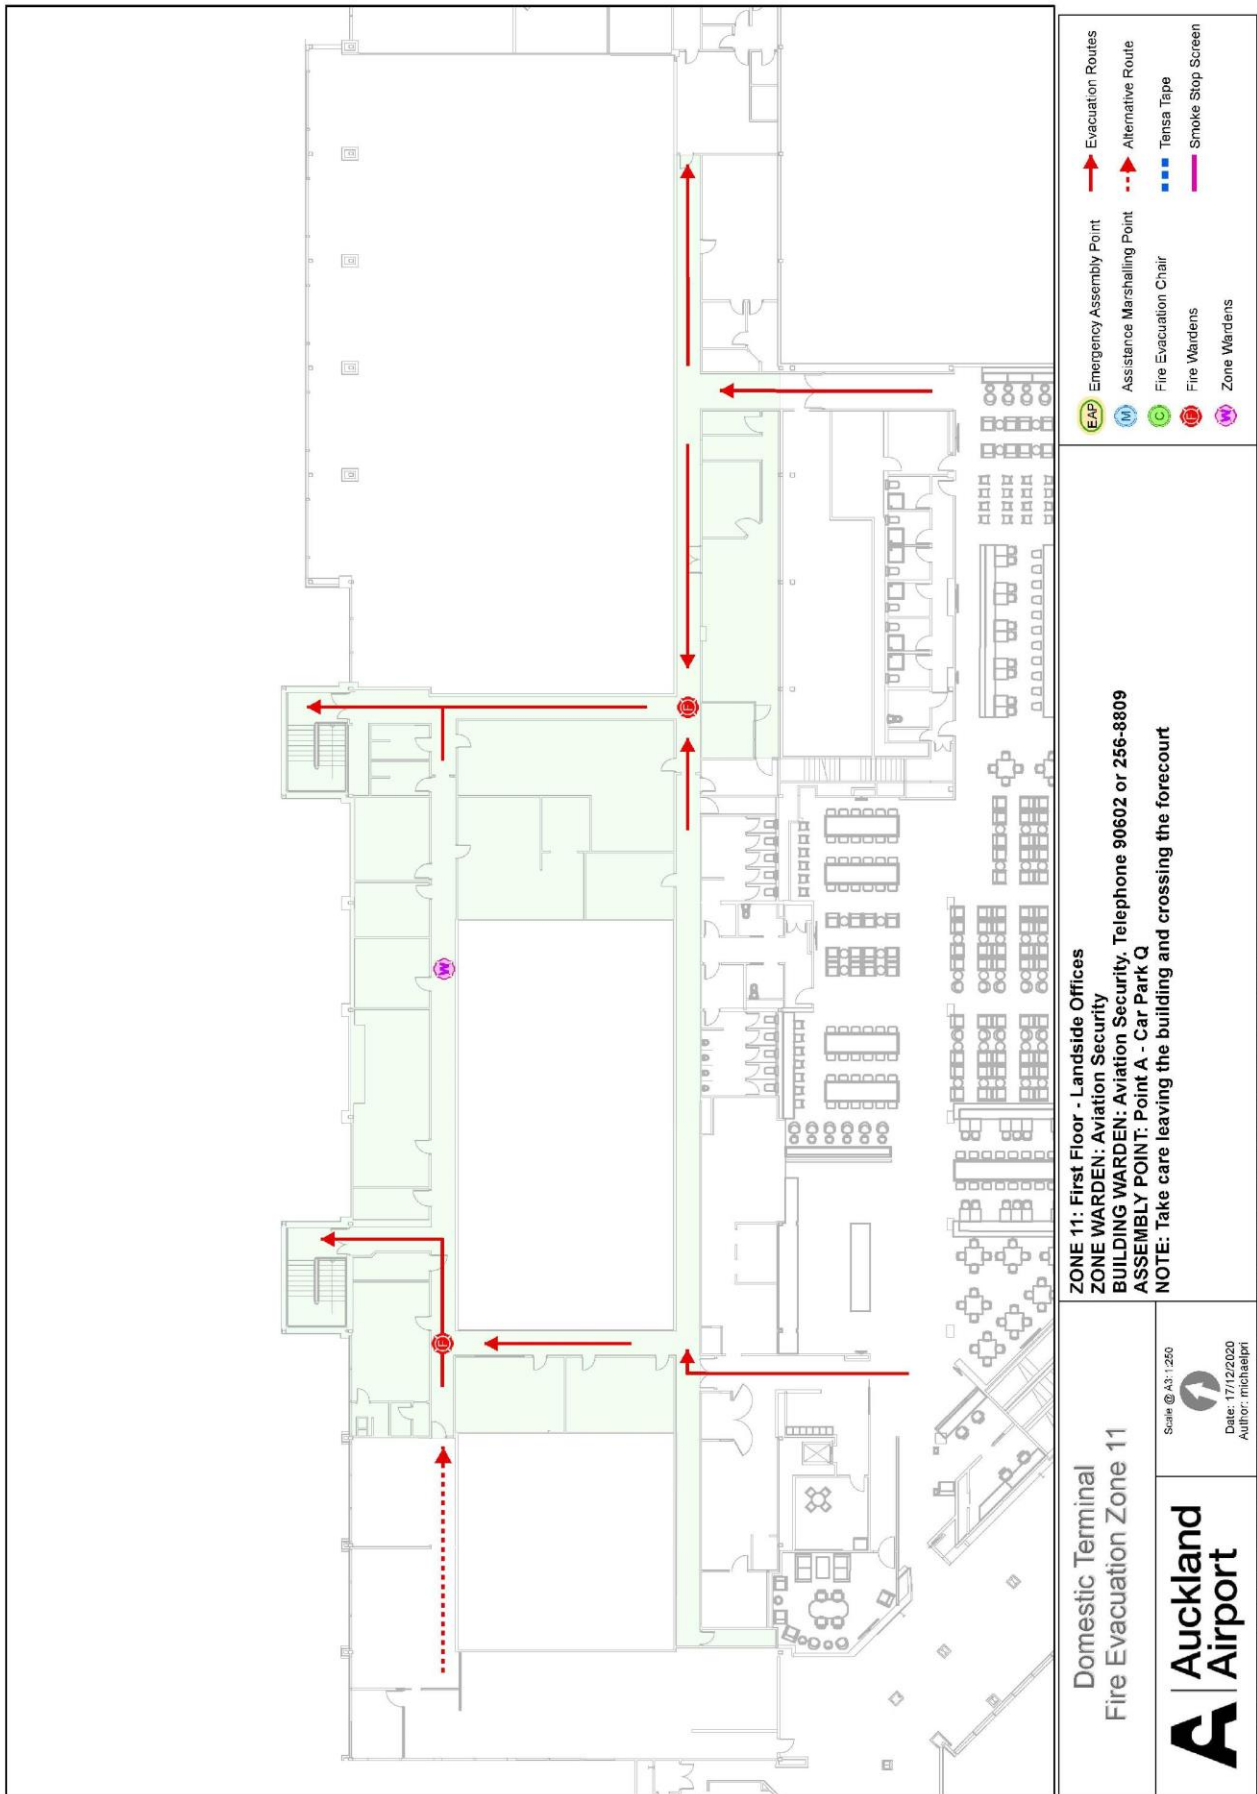 F
F
W
Domestic Terminal
Fire Evacuation Zone 11
Auckland
Airport
Scale @ A3: 1:250
Date: 17/12/2020
Author: michaelpri
ZONE 11: First Floor - Landside Offices
ZONE WARDEN: Aviation Security
BUILDING WARDEN: Aviation Security, Telephone 90602 or 256-8809
ASSEMBLY POINT: Point A - Car Park Q
NOTE: Take care leaving the building and crossing the forecourt
EAP Emergency Assembly Point
M Assistance Marshalling Point
C Fire Evacuation Chair
F Fire Wardens
W Zone Wardens
Evacuation Routes
Alternative Route
Tensa Tape
Smoke Stop Screen